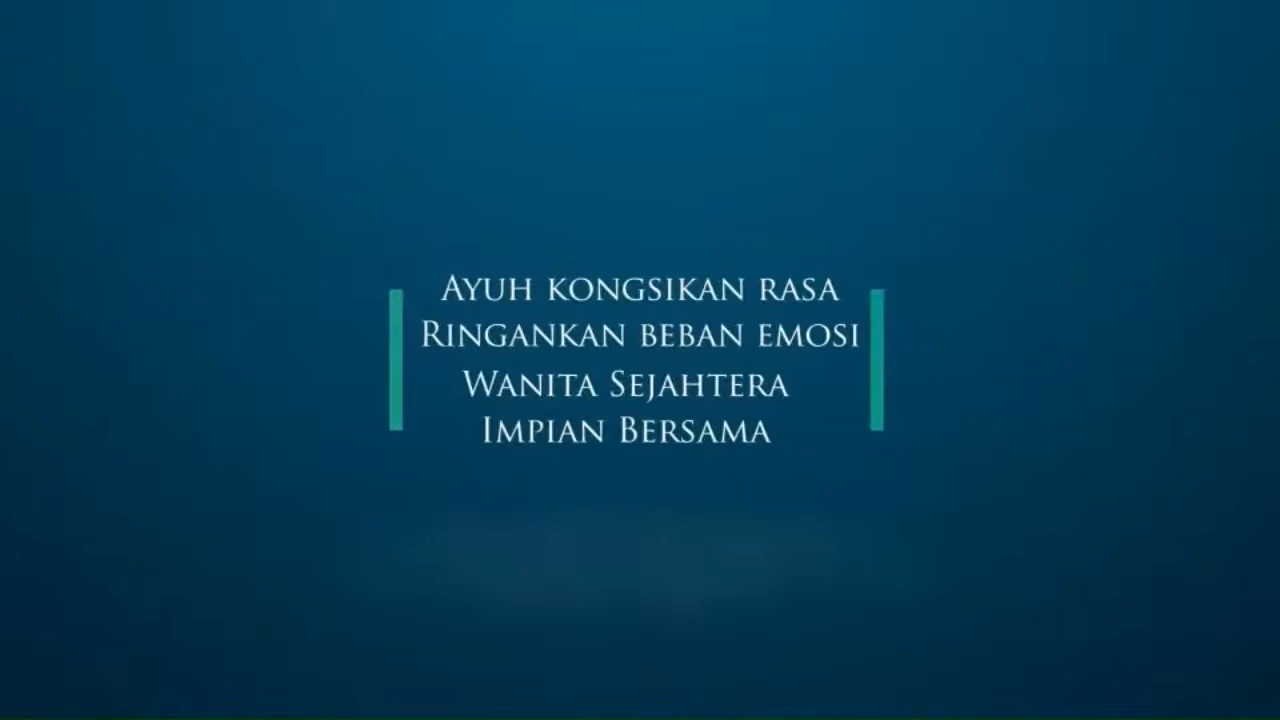 Ayuh kongsikan rasa
Ringankan beban emosi
Wanita Sejahtera
Impian Bersama